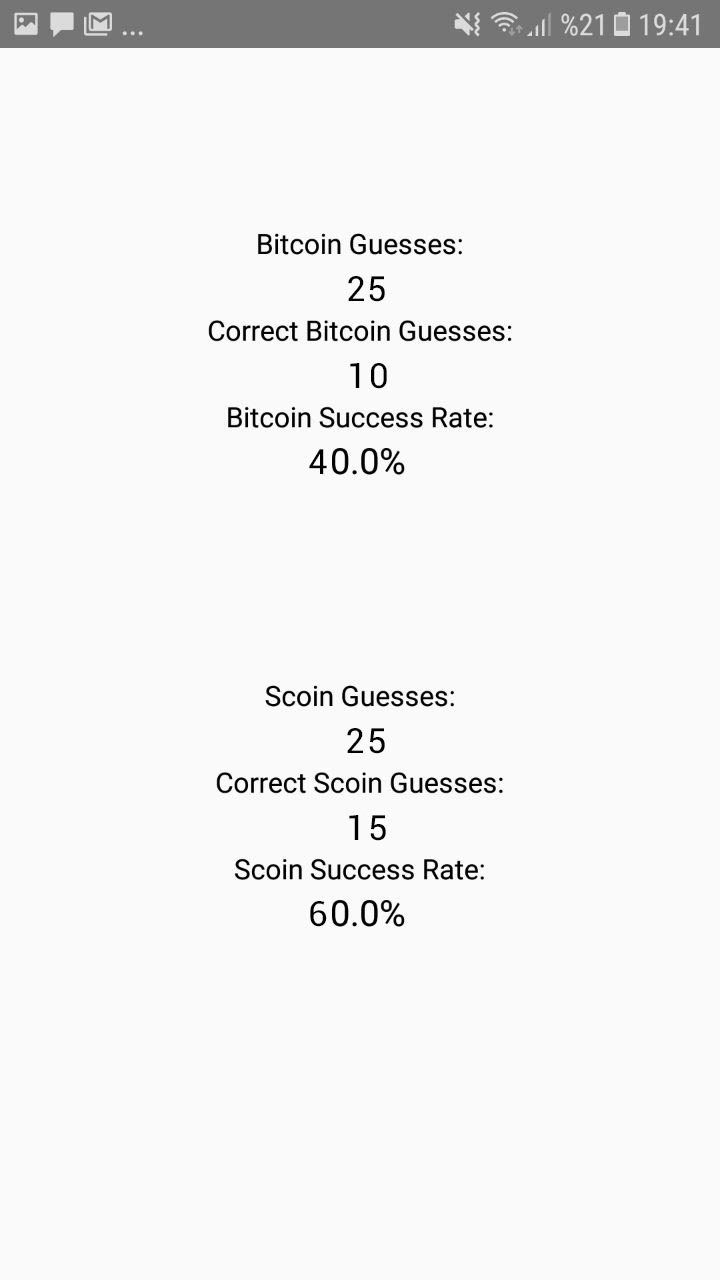 ... %21 19:41
Bitcoin Guesses:
25
Correct Bitcoin Guesses:
10
Bitcoin Success Rate:
40.0%
Scoin Guesses:
25
Correct Scoin Guesses:
15
Scoin Success Rate:
60.0%